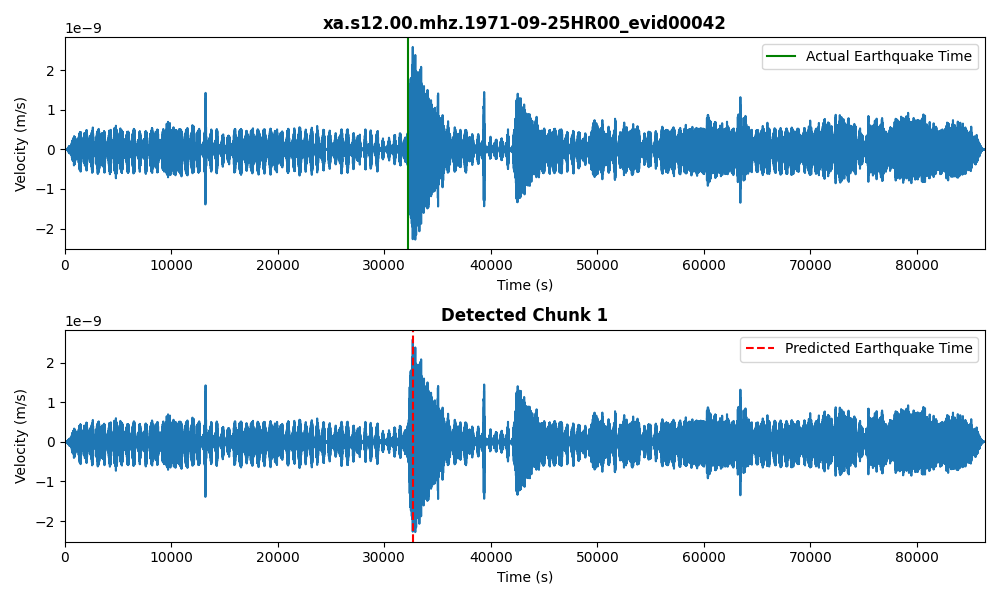 xa.s12.00.mhz.1971-09-25HR00_evid00042
1e−9
Actual Earthquake Time
Velocity (m/s)
2
1
0
−1
−2
0 10000 20000 30000 40000 50000 60000 70000 80000
Time (s)
Detected Chunk 1
1e−9
Predicted Earthquake Time
Velocity (m/s)
2
1
0
−1
−2
0 10000 20000 30000 40000 50000 60000 70000 80000
Time (s)